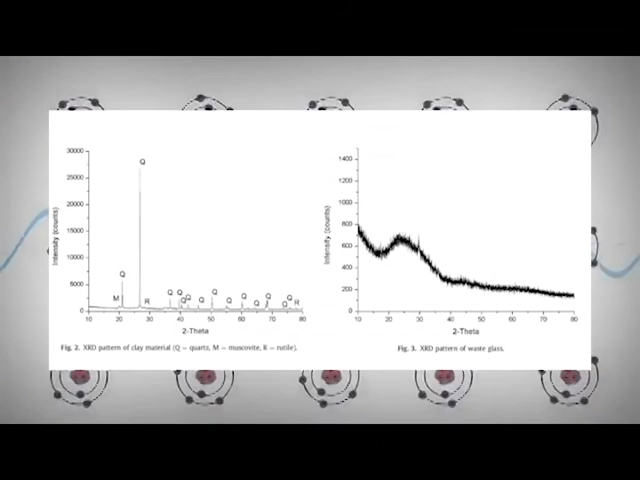 30000
25000
20000
15000
10000
5000
0
Intensity (counts)
Q
Q
M
R
Q
Q
Q
Q
Q
Q
Q
Q
Q
Q
Q
Q
R
10 20 30 40 50 60 70 80
2-Theta
Fig. 2. XRD pattern of clay material (Q – quartz, M – muscovite, R – rutile).
1400
1200
1000
800
600
400
200
0
Intensity (counts)
10 20 30 40 50 60 70 80
2-Theta
Fig. 3. XRD pattern of waste glass.